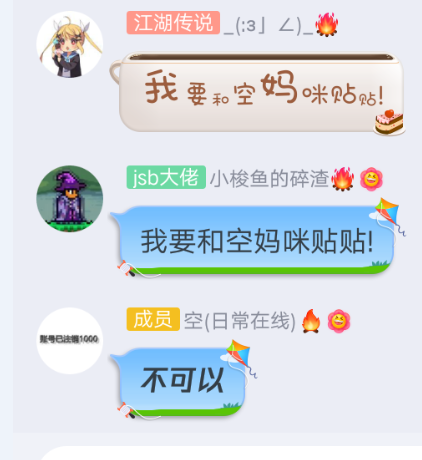 江湖传说 _(:з」∠)_🔥
我要和空妈咪贴贴!
jsb大佬 小梭鱼的碎渣🔥
我要和空妈咪贴贴!
成员 空(日常在线)🔥
账号已注销1000
不可以